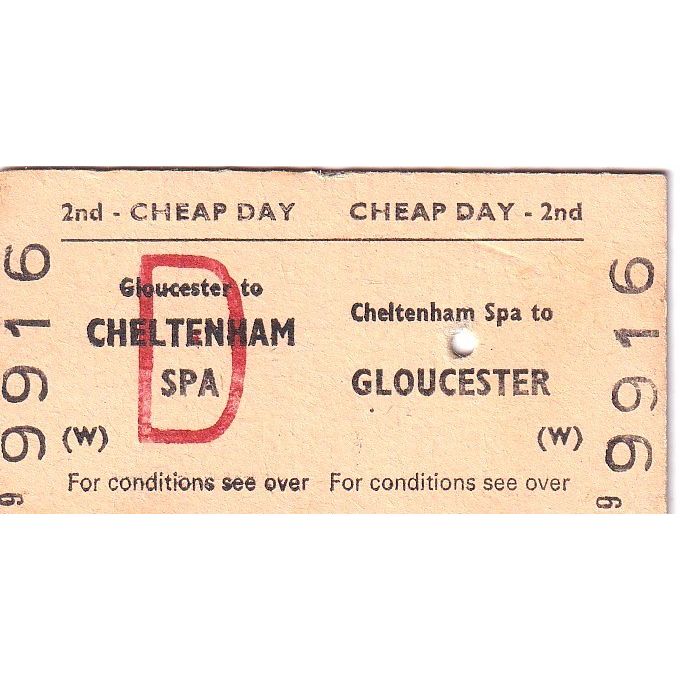 2nd - CHEAP DAY
CHEAP DAY - 2nd
Gloucester to
CHELTENHAM
SPA
D
(W)
For conditions see over
Cheltenham Spa to
GLOUCESTER
(W)
For conditions see over
9916
9916